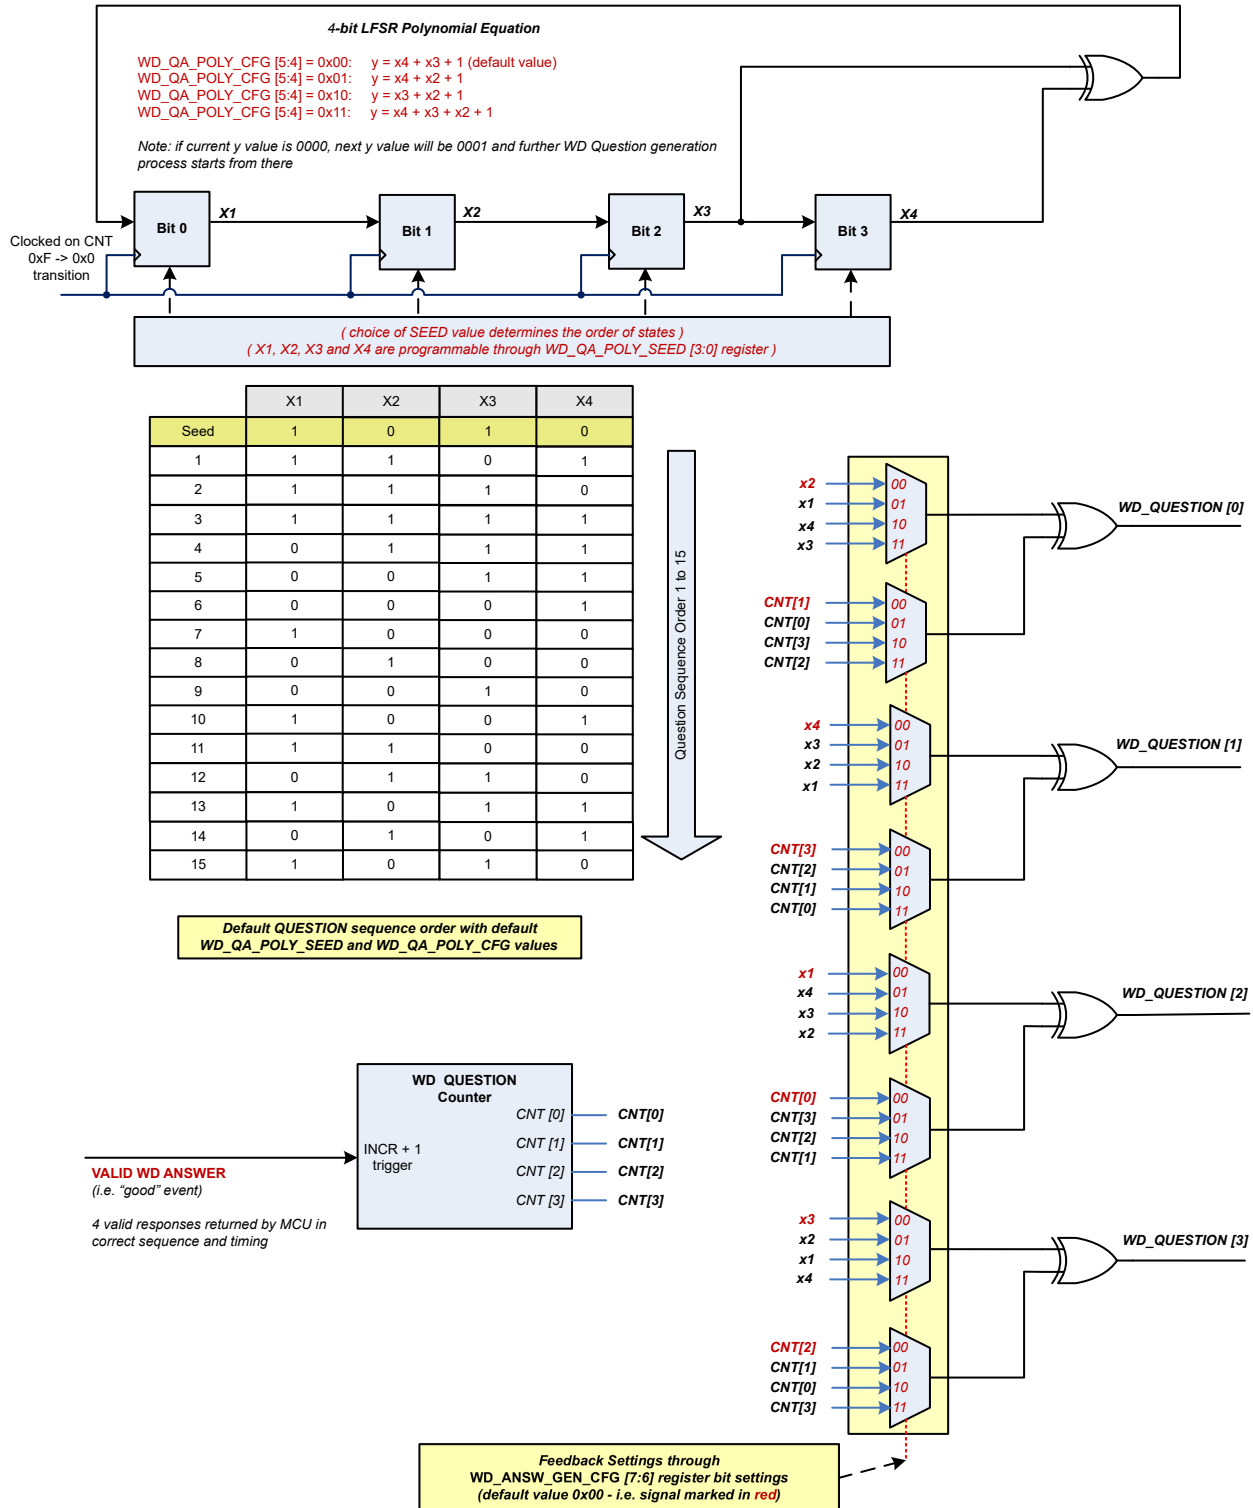 4-bit LFSR Polynomial Equation
WD_QA_POLY_CFG [5:4] = 0x00: y = x4 + x3 + 1 (default value)
WD_QA_POLY_CFG [5:4] = 0x01: y = x4 + x2 + 1
WD_QA_POLY_CFG [5:4] = 0x10: y = x3 + x2 + 1
WD_QA_POLY_CFG [5:4] = 0x11: y = x4 + x3 + x2 + 1
Note: if current y value is 0000, next y value will be 0001 and further WD Question generation
process starts from there
Bit 0
X1
Bit 1
X2
Bit 2
X3
Bit 3
X4
Clocked on CNT
0xF -> 0x0
transition
( choice of SEED value determines the order of states )
( X1, X2, X3 and X4 are programmable through WD_QA_POLY_SEED [3:0] register )
X1 X2 X3 X4
Seed 1 0 1 0
1 1 1 0 1
2 1 1 1 0
3 1 1 1 1
4 0 1 1 1
5 0 0 1 1
6 0 0 0 1
7 1 0 0 0
8 0 1 0 0
9 0 0 1 0
10 1 0 0 1
11 1 1 0 0
12 0 1 1 0
13 1 0 1 1
14 0 1 0 1
15 1 0 1 0
Question Sequence Order 1 to 15
Default QUESTION sequence order with default
WD_QA_POLY_SEED and WD_QA_POLY_CFG values
x2 00
x1 01
x4 10
x3 11
WD_QUESTION [0]
CNT[1] 00
CNT[0] 01
CNT[3] 10
CNT[2] 11
x4 00
x3 01
x2 10
x1 11
WD_QUESTION [1]
CNT[3] 00
CNT[2] 01
CNT[1] 10
CNT[0] 11
x1 00
x4 01
x3 10
x2 11
WD_QUESTION [2]
CNT[0] 00
CNT[3] 01
CNT[2] 10
CNT[1] 11
x3 00
x2 01
x1 10
x4 11
WD_QUESTION [3]
CNT[2] 00
CNT[1] 01
CNT[0] 10
CNT[3] 11
WD QUESTION
Counter
CNT [0] CNT[0]
CNT [1] CNT[1]
CNT [2] CNT[2]
CNT [3] CNT[3]
INCR + 1
trigger
VALID WD ANSWER
(i.e. “good” event)
4 valid responses returned by MCU in
correct sequence and timing
Feedback Settings through
WD_ANSW_GEN_CFG [7:6] register bit settings
(default value 0x00 - i.e. signal marked in red)